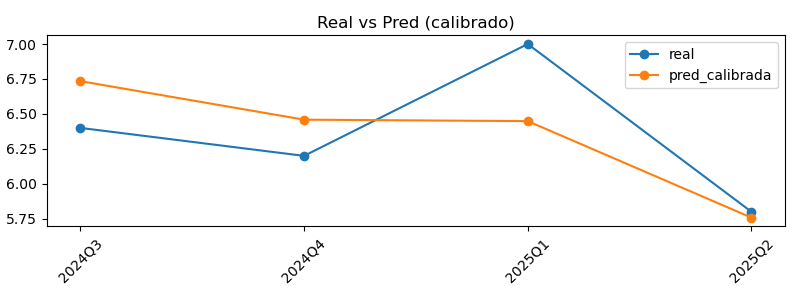 Real vs Pred (calibrado)
7.00
6.75
6.50
6.25
6.00
5.75
real
pred_calibrada
2024Q3
2024Q4
2025Q1
2025Q2